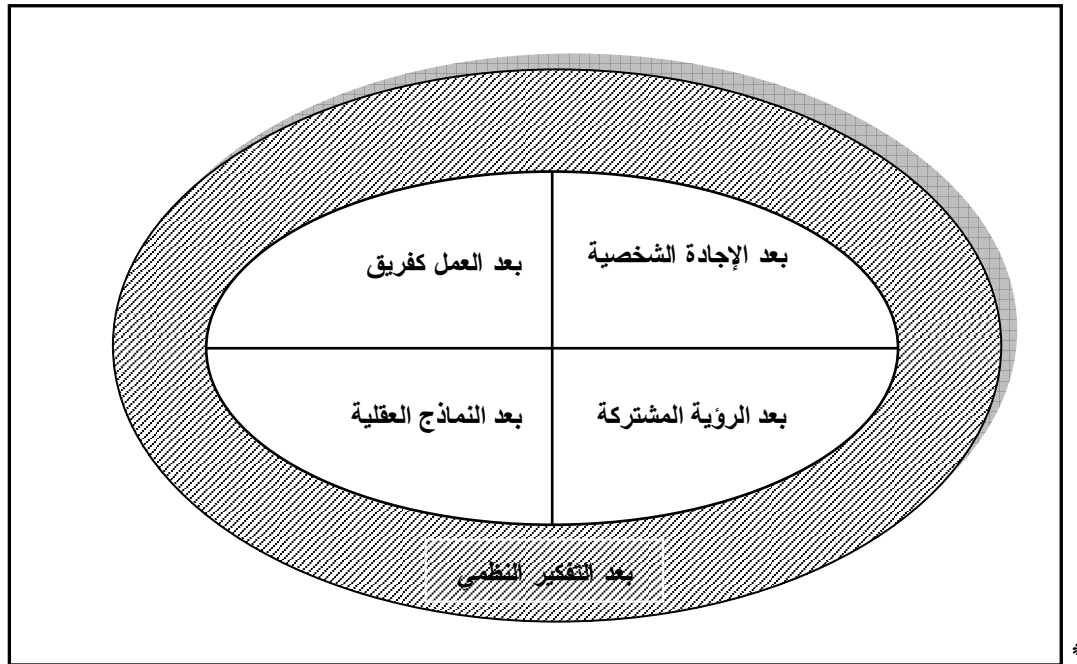 بعد الإجادة الشخصية
بعد العمل كفريق
بعد الرؤية المشتركة
بعد النماذج العقلية
بعد التفكير النظمي
*